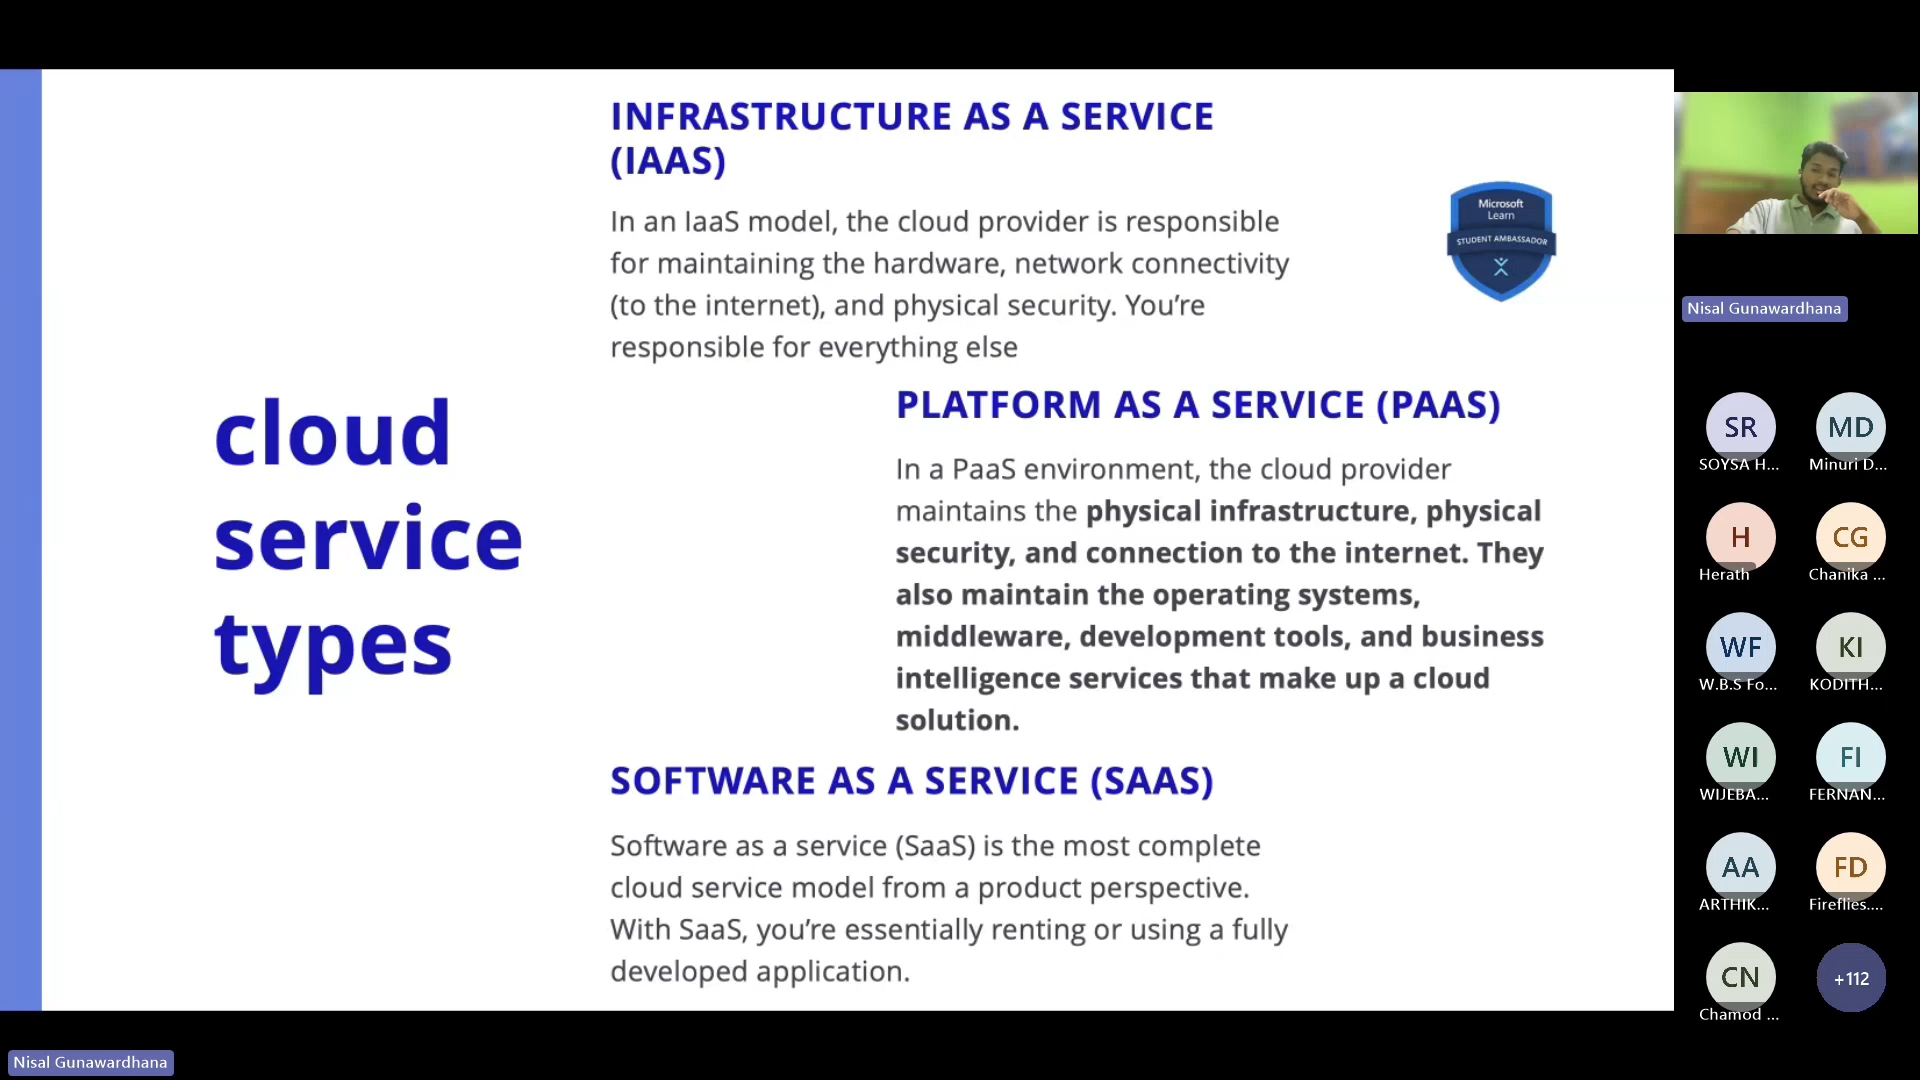 INFRASTRUCTURE AS A SERVICE
(IAAS)
In an IaaS model, the cloud provider is responsible
for maintaining the hardware, network connectivity
(to the internet), and physical security. You’re
responsible for everything else
Microsoft
Learn
STUDENT AMBASSADOR
cloud
service
types
PLATFORM AS A SERVICE (PAAS)
In a PaaS environment, the cloud provider
maintains the physical infrastructure, physical
security, and connection to the internet. They
also maintain the operating systems,
middleware, development tools, and business
intelligence services that make up a cloud
solution.
SOFTWARE AS A SERVICE (SAAS)
Software as a service (SaaS) is the most complete
cloud service model from a product perspective.
With SaaS, you’re essentially renting or using a fully
developed application.
Nisal Gunawardhana
SR
MD
SOYSA H...
Minuri D...
H
CG
Herath
Chanika ...
WF
KI
W.B.S Fo...
KODITH...
WI
FI
WIJEBA...
FERNAN...
AA
FD
ARTHIK...
Fireflies....
CN
+112
Chamod ...
Nisal Gunawardhana